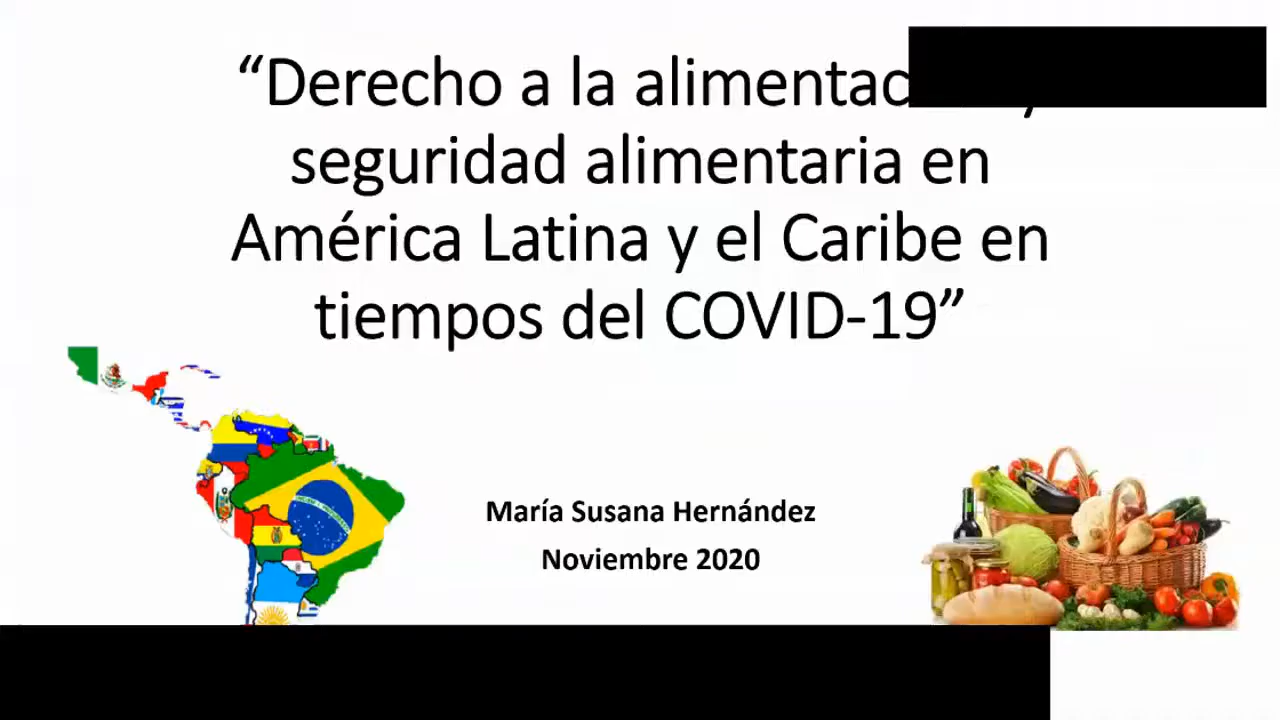 “Derecho a la
seguridad alimentaria en
América Latina y el Caribe en
tiempos del COVID-19”
María Susana Hernández
Noviembre 2020